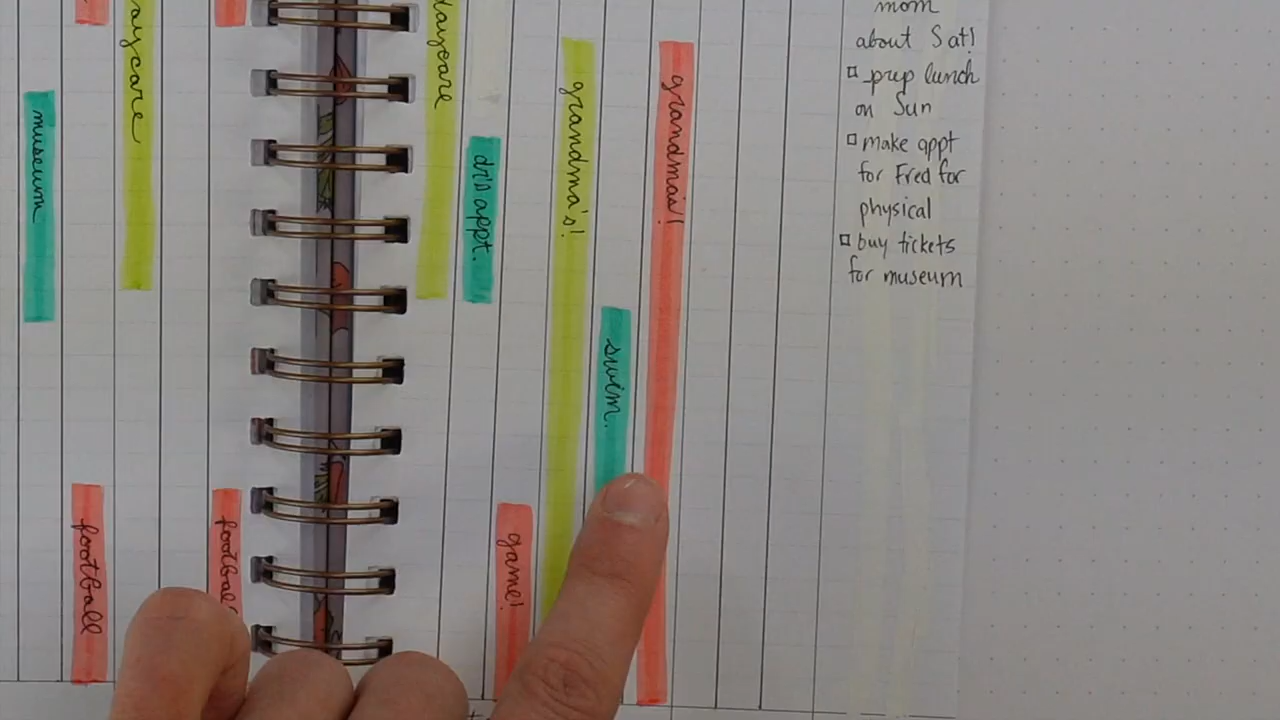 museum
football
football
daycare
dr's appt.
game!
grandma's!
swim
grandma's!
mom
about Sat!
prep lunch
on Sun
make appt
for Fred for
physical
buy tickets
for museum